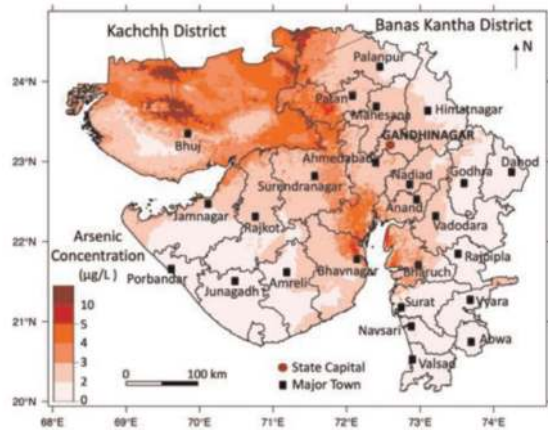 Kachchh District
Banas Kantha District
N
24°N
23°N
22°N
21°N
20°N
Palanpur
Patan
Mahesana
Himatnagar
GANDHINAGAR
Bhuj
Ahmedabad
Dahod
Surendranagar
Nadiad
Godhra
Anand
Jamnagar
Rajkot
Vadodara
Bhavnagar
Bharuch
Rajpipla
Porbandar
Junagadh
Amreli
Surat
Vyara
Navsari
Ahwa
Valsad
Arsenic
Concentration
(μg/L)
10
5
4
3
2
0
0 100 km
State Capital
Major Town
68°E 70°E 71°E 72°E 73°E 74°E